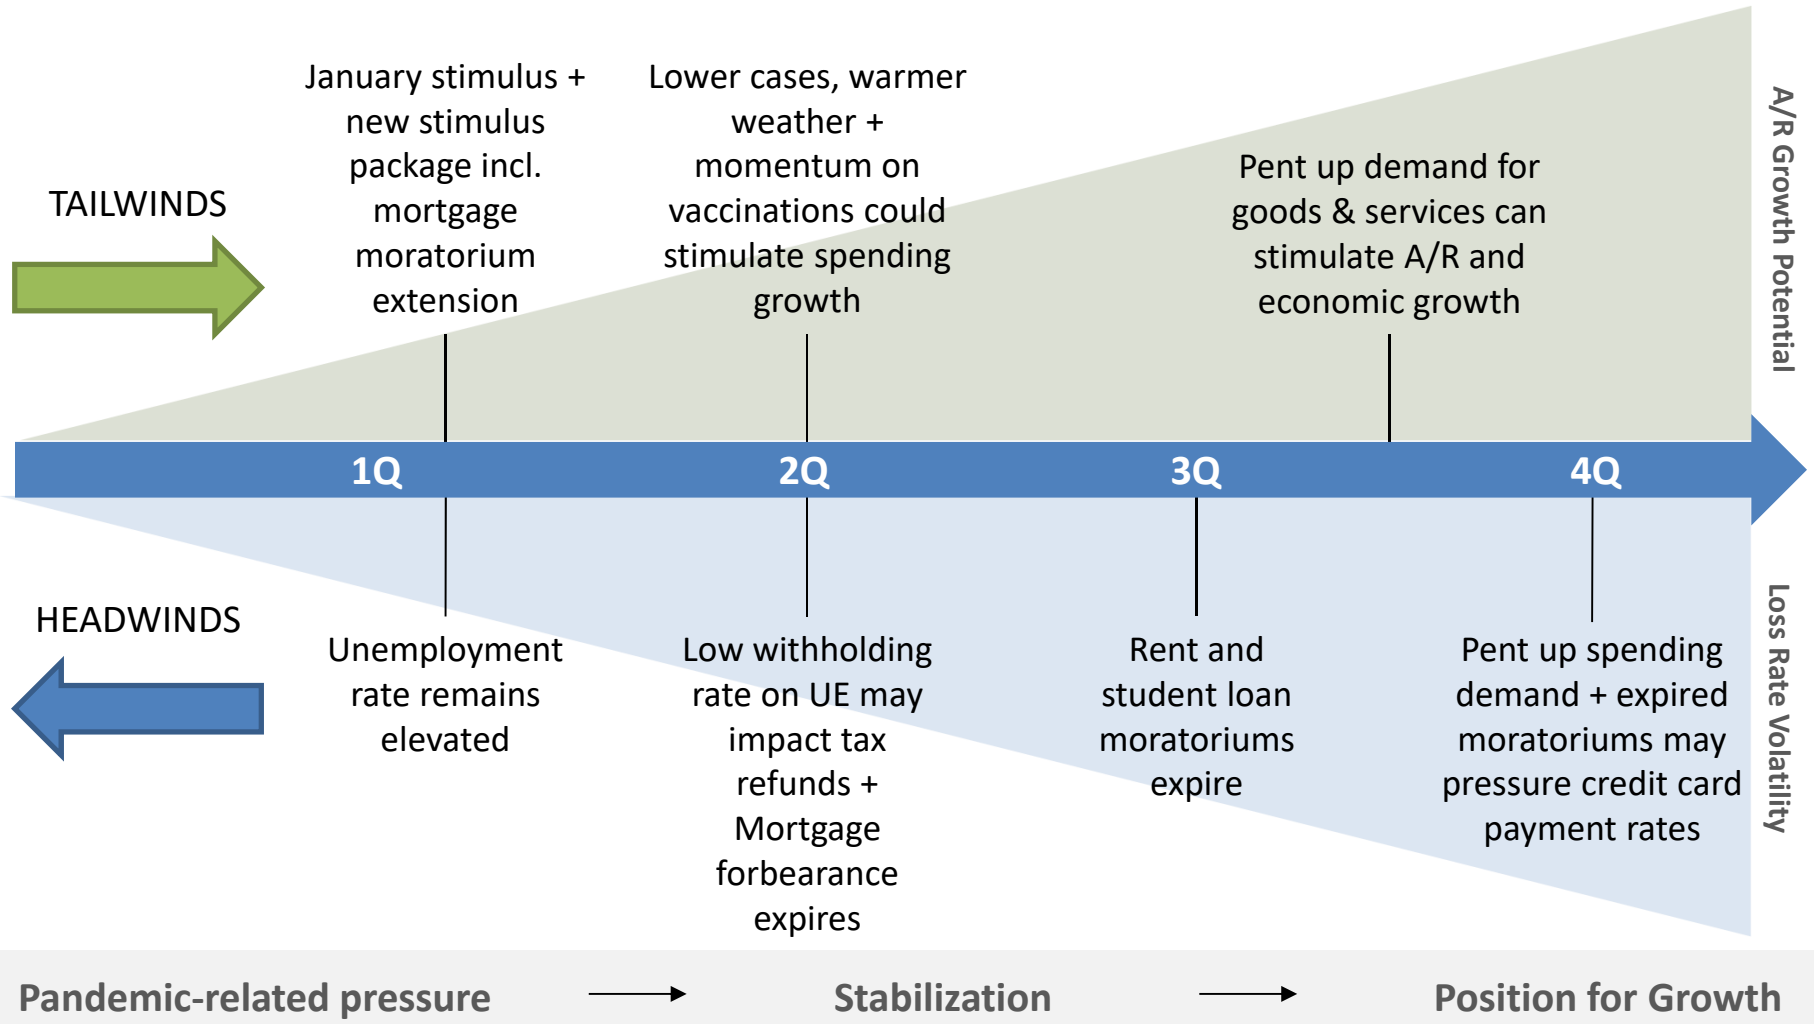 January stimulus +
new stimulus
package incl.
mortgage
moratorium
extension
Lower cases, warmer
weather +
momentum on
vaccinations could
stimulate spending
growth
Pent up demand for
goods & services can
stimulate A/R and
economic growth
A/R Growth Potential
TAILWINDS
1Q
2Q
3Q
4Q
HEADWINDS
Unemployment
rate remains
elevated
Low withholding
rate on UE may
impact tax
refunds +
Mortgage
forbearance
expires
Rent and
student loan
moratoriums
expire
Pent up spending
demand + expired
moratoriums may
pressure credit card
payment rates
Loss Rate Volatility
Pandemic-related pressure
Stabilization
Position for Growth